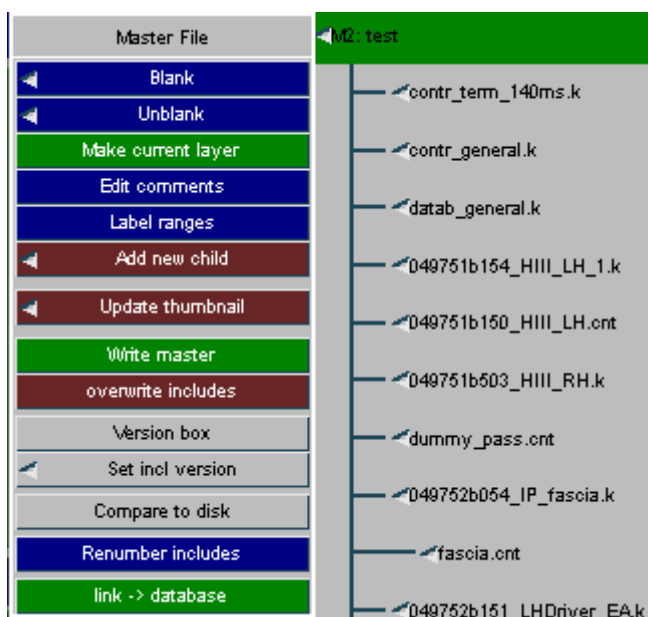 Master File
Blank
Unblank
Make current layer
Edit comments
Label ranges
Add new child
Update thumbnail
Write master
overwrite includes
Version box
Set incl version
Compare to disk
Renumber includes
link -> database
M2: test
contr_term_140ms.k
contr_general.k
datab_general.k
049751b154_HIII_LH_1.k
049751b150_HIII_LH.cnt
049751b503_HIII_RH.k
dummy_pass.cnt
049752b054_IP_fascia.k
fascia.cnt
049752b151_LHDriver_EA.k